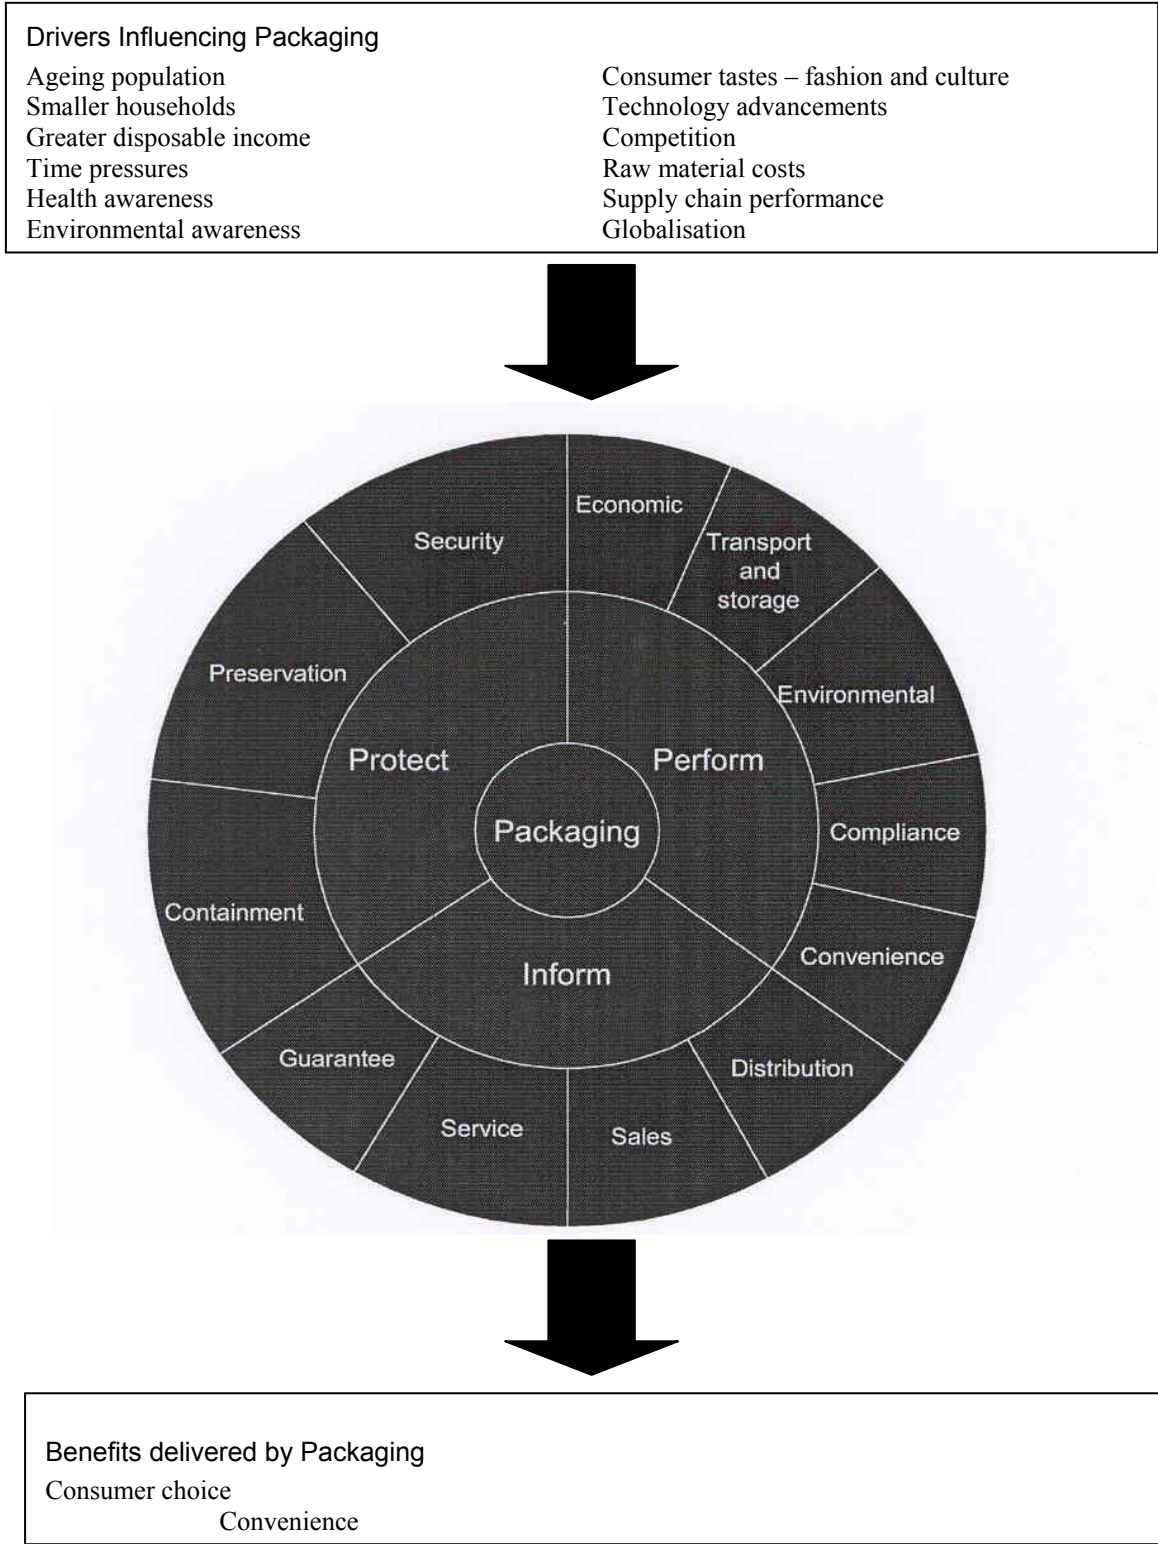 Drivers Influencing Packaging
Ageing population
Smaller households
Greater disposable income
Time pressures
Health awareness
Environmental awareness
Consumer tastes – fashion and culture
Technology advancements
Competition
Raw material costs
Supply chain performance
Globalisation
Economic
Security
Transport
and
storage
Preservation
Environmental
Protect
Perform
Packaging
Compliance
Containment
Convenience
Inform
Guarantee
Distribution
Service
Sales
Benefits delivered by Packaging
Consumer choice
Convenience